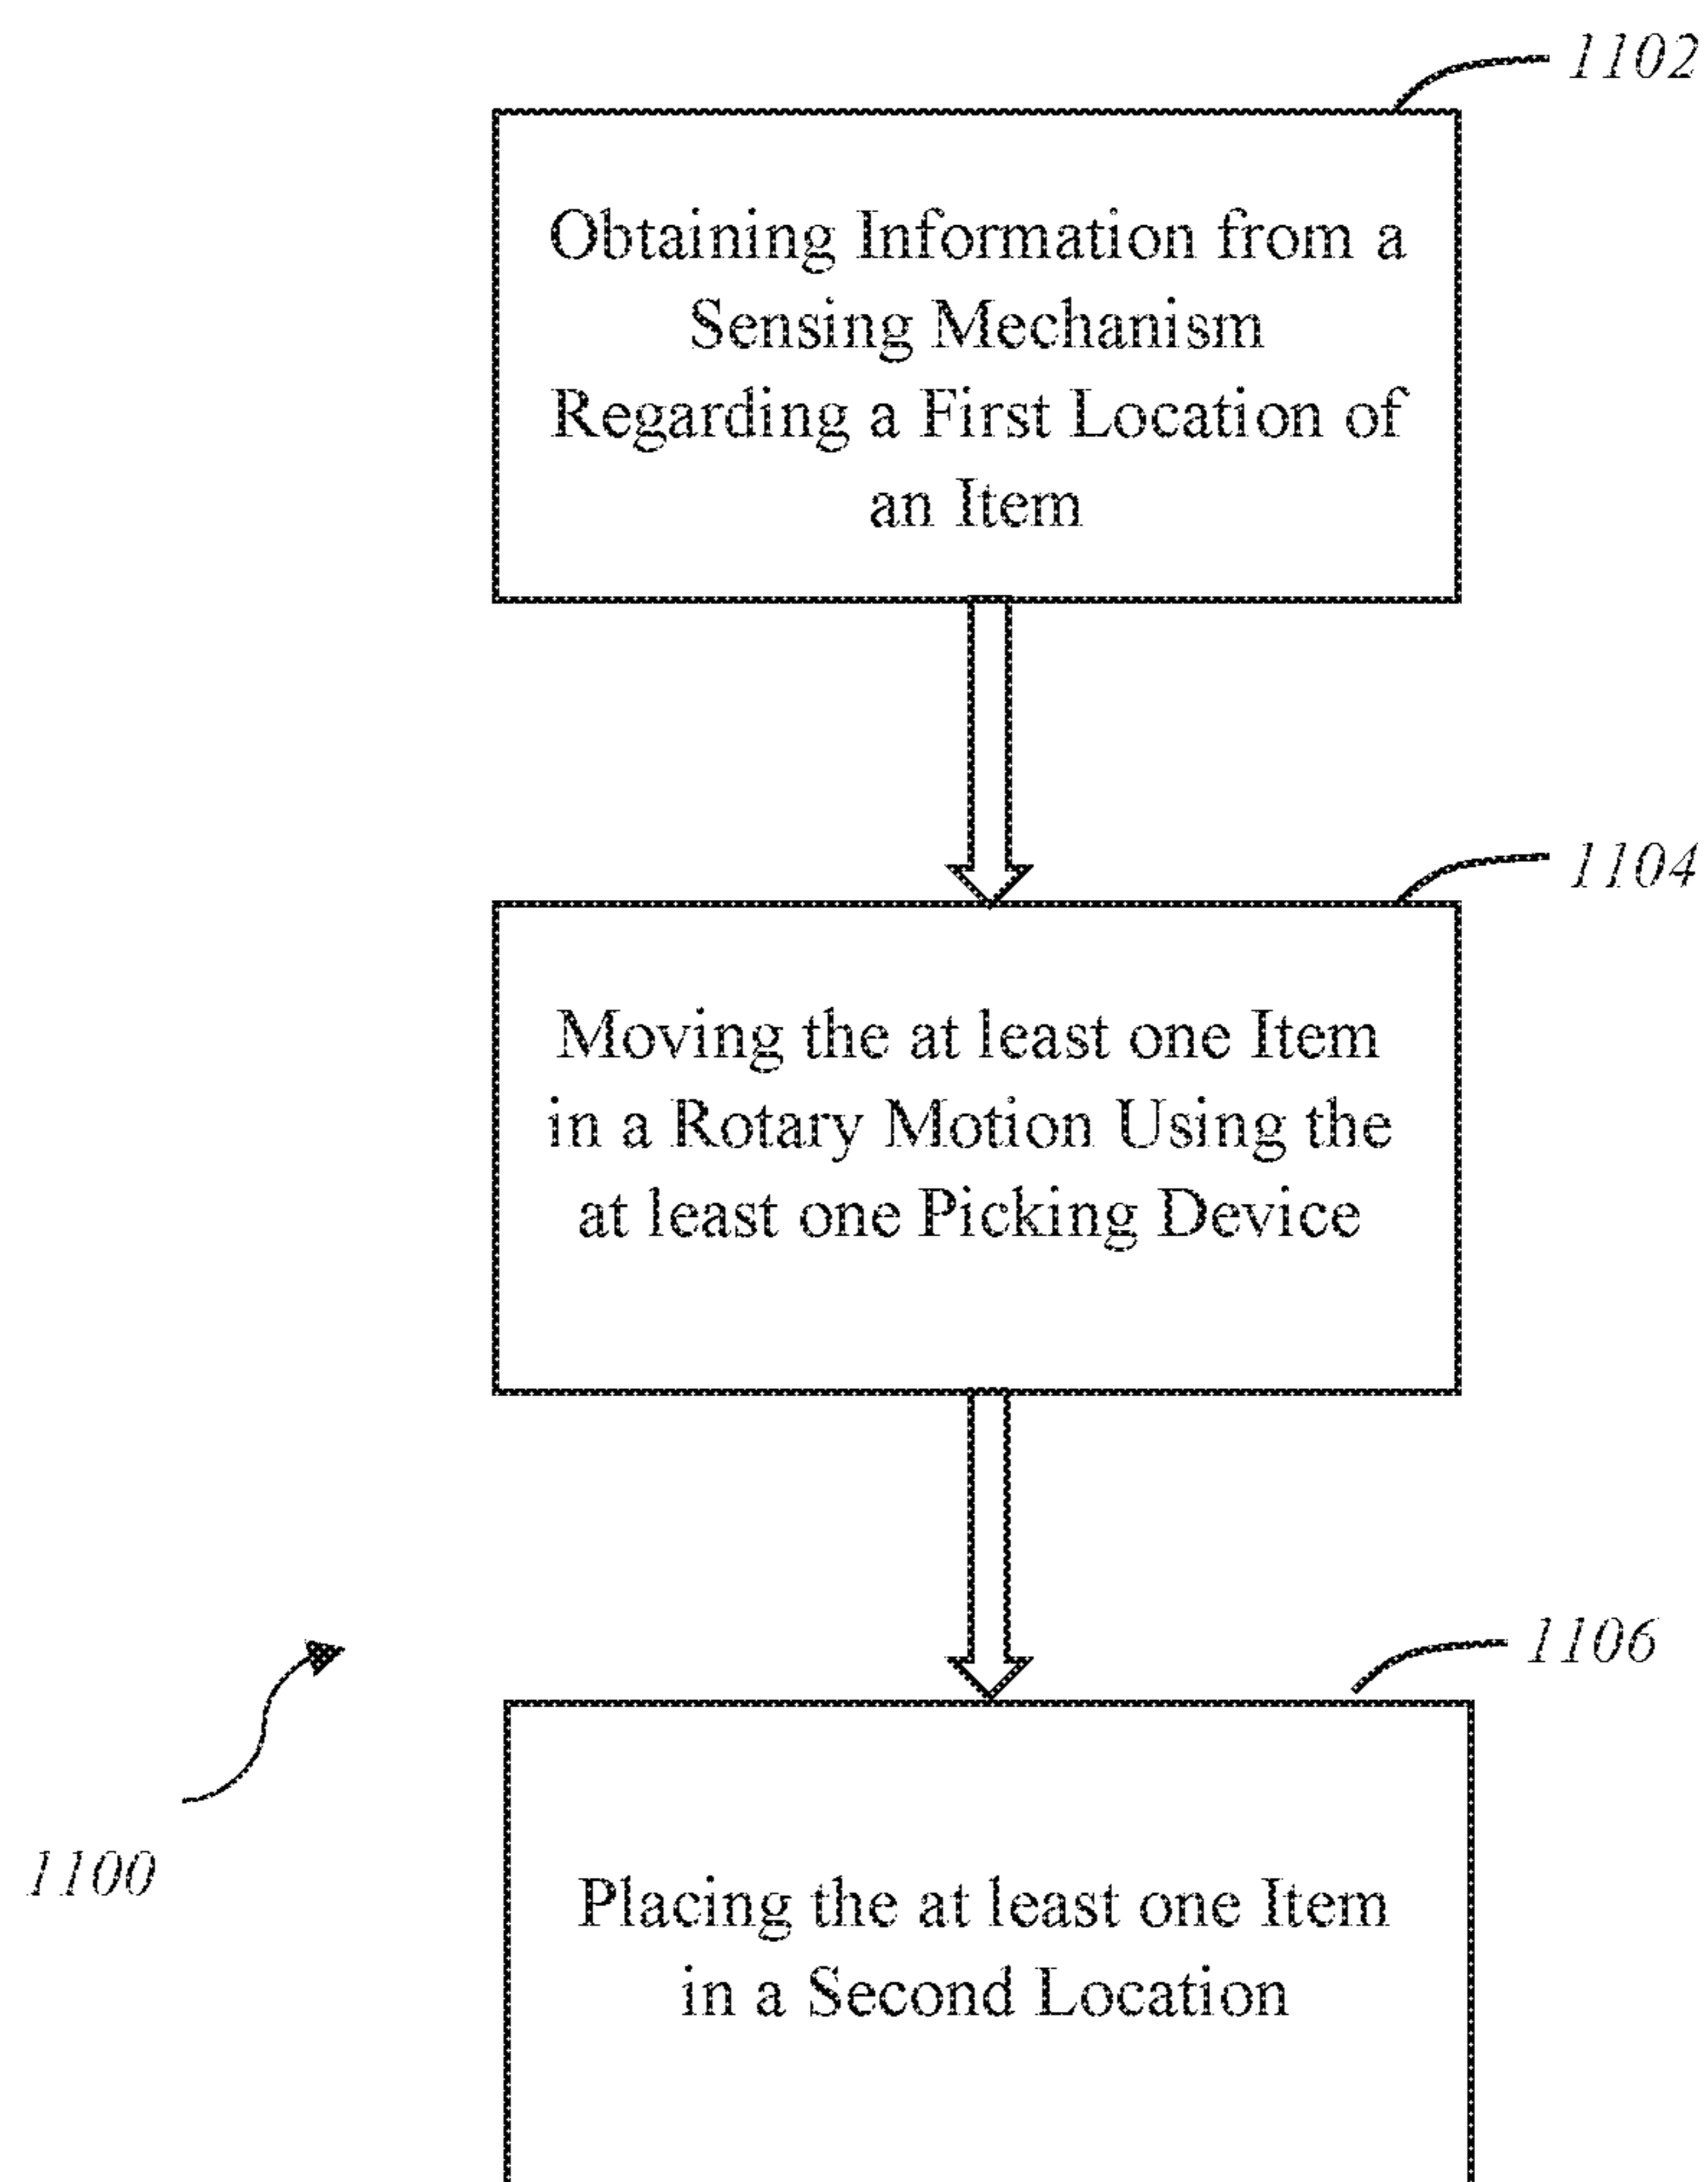 1102
Obtaining Information from a
Sensing Mechanism
Regarding a First Location of
an Item
1104
Moving the at least one Item
in a Rotary Motion Using the
at least one Picking Device
1106
1100
Placing the at least one Item
in a Second Location